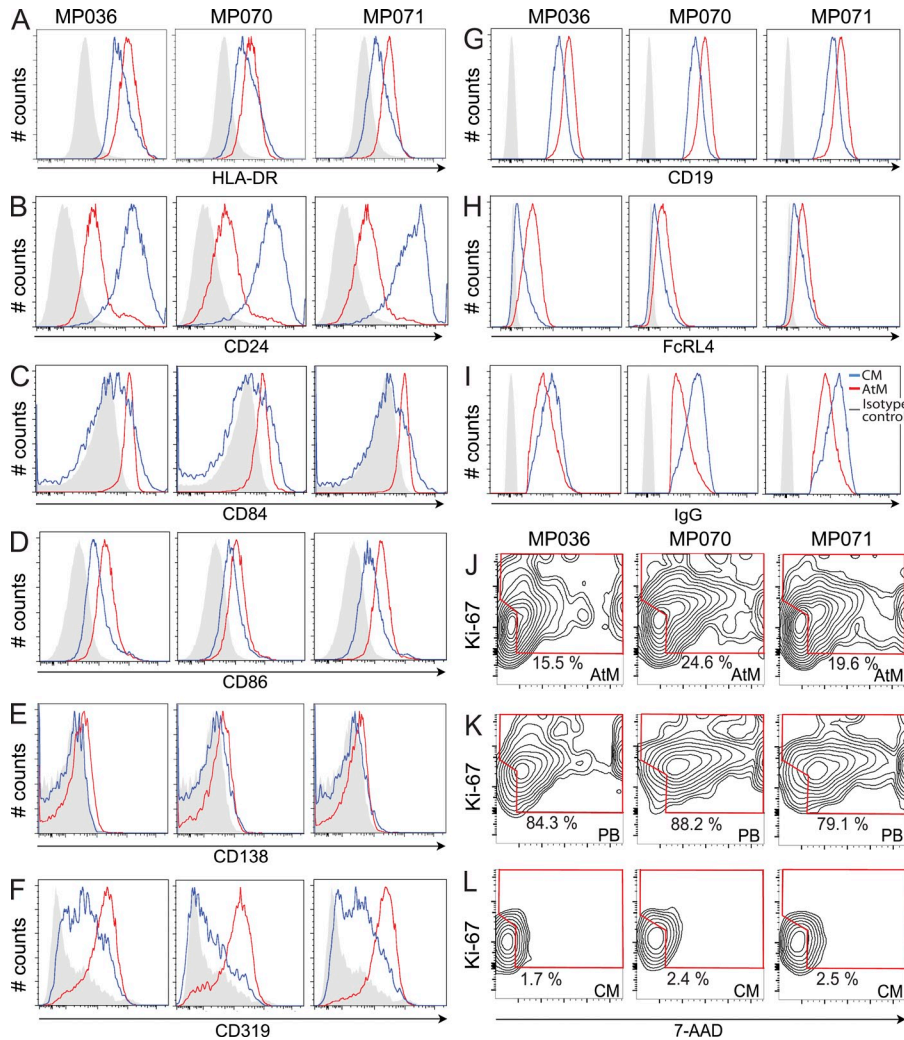 A MP036 MP070 MP071
# counts
HLA-DR
B
# counts
CD24
C
# counts
CD84
D
# counts
CD86
E
# counts
CD138
F
# counts
CD319
G MP036 MP070 MP071
# counts
CD19
H
# counts
FcRL4
I
# counts
CM
AtM
Isotype
control
IgG
MP036 MP070 MP071
J
Ki-67
15.5 % AtM 24.6 % AtM 19.6 % AtM
K
Ki-67
84.3 % PB 88.2 % PB 79.1 % PB
L
Ki-67
1.7 % CM 2.4 % CM 2.5 % CM
7-AAD